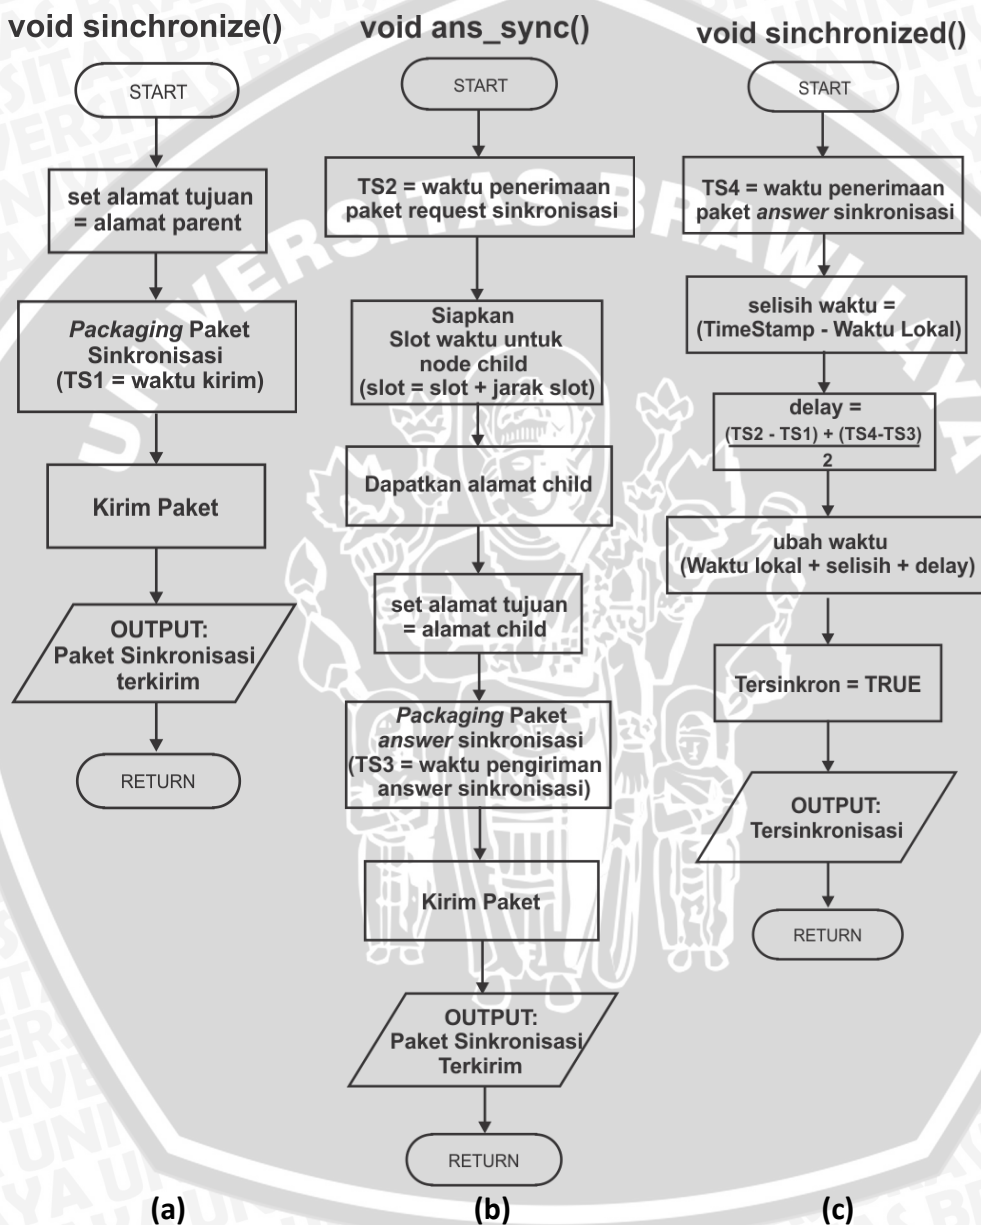 void sinchronize()
START
set alamat tujuan
= alamat parent
Packaging Paket
Sinkronisasi
(TS1 = waktu kirim)
Kirim Paket
OUTPUT:
Paket Sinkronisasi
terkirim
RETURN
(a)
void ans_sync()
START
TS2 = waktu penerimaan
paket request sinkronisasi
Siapkan
Slot waktu untuk
node child
(slot = slot + jarak slot)
Dapatkan alamat child
set alamat tujuan
= alamat child
Packaging Paket
answer sinkronisasi
(TS3 = waktu pengiriman
answer sinkronisasi)
Kirim Paket
OUTPUT:
Paket Sinkronisasi
Terkirim
RETURN
(b)
void sinchronized()
START
TS4 = waktu penerimaan
paket answer sinkronisasi
selisih waktu =
(TimeStamp - Waktu Lokal)
delay =
(TS2 - TS1) + (TS4-TS3)
2
ubah waktu
(Waktu lokal + selisih + delay)
Tersinkron = TRUE
OUTPUT:
Tersinkronisasi
RETURN
(c)
UNIVERSITAS BRAWIJAYA